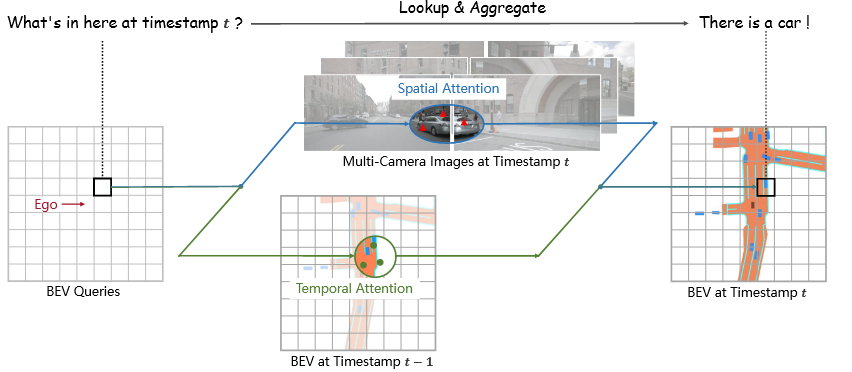 Lookup & Aggregate
What's in here at timestamp t ?
There is a car !
Spatial Attention
Multi-Camera Images at Timestamp t
Ego
Temporal Attention
BEV Queries
BEV at Timestamp t
BEV at Timestamp t − 1